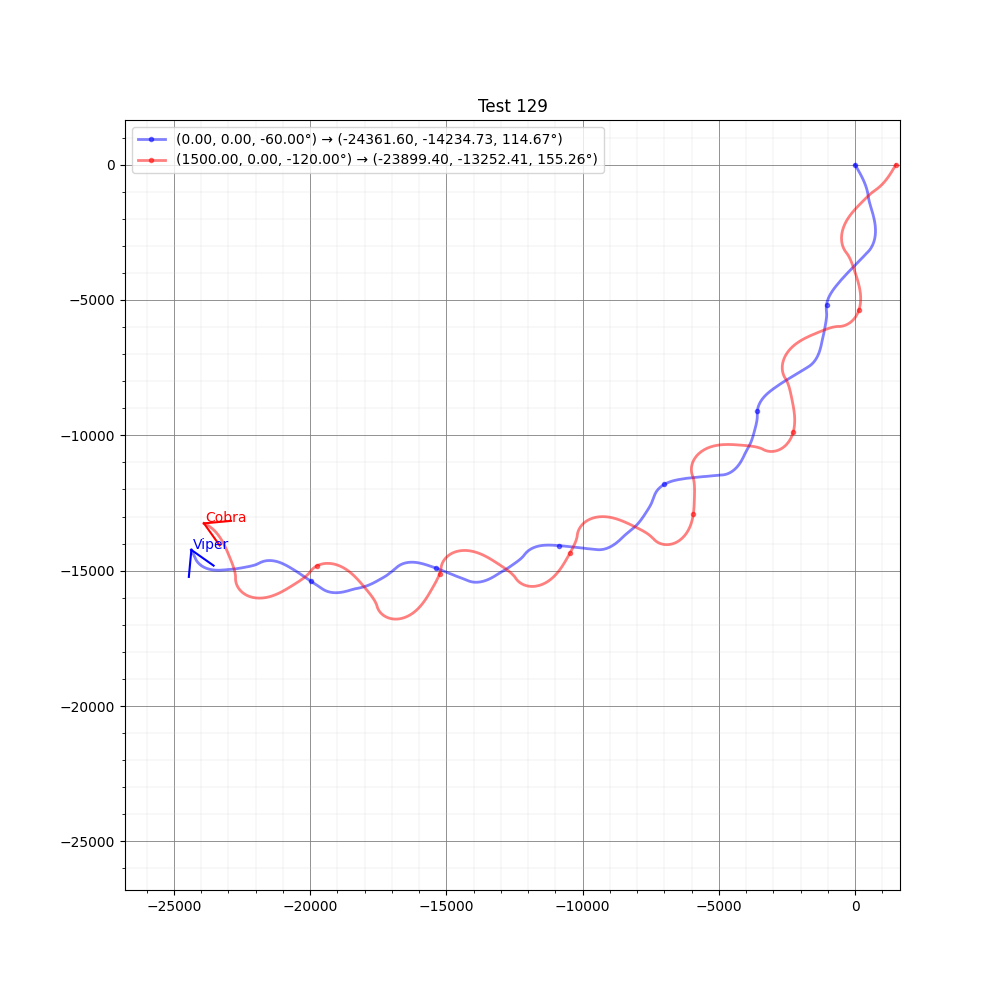 Test 129
(0.00, 0.00, -60.00°) → (-24361.60, -14234.73, 114.67°)
(1500.00, 0.00, -120.00°) → (-23899.40, -13252.41, 155.26°)
0
−5000
−10000
Cobra
Viper
−15000
−20000
−25000
−25000 −20000 −15000 −10000 −5000 0